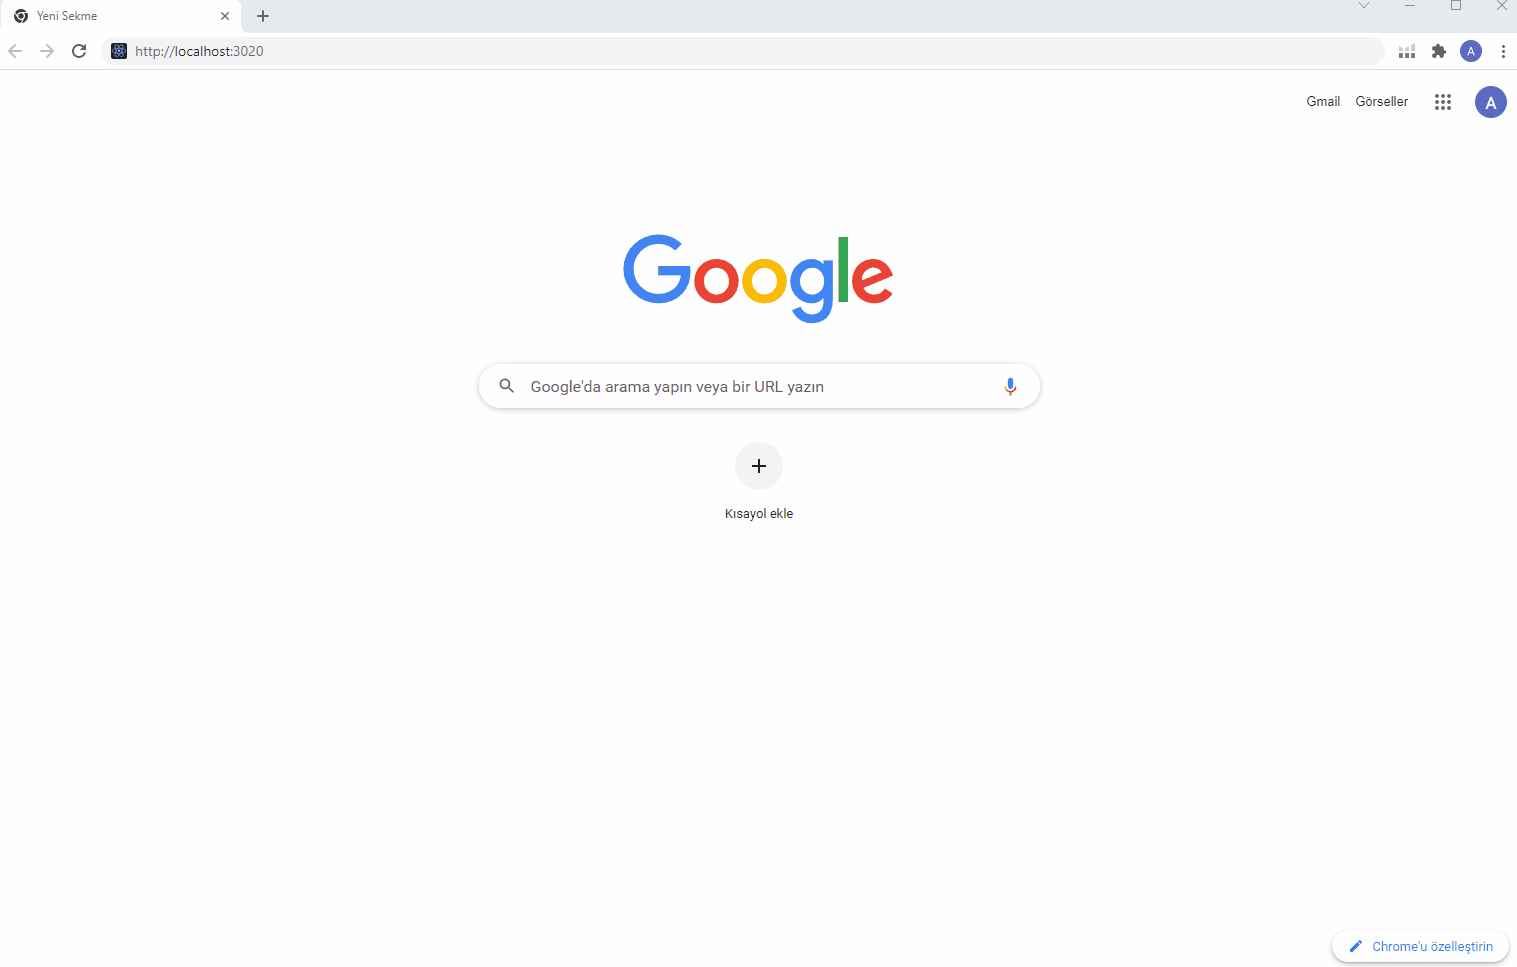 Yeni Sekme
http://localhost:3020
A
Gmail Görseller
A
Google
Google'da arama yapın veya bir URL yazın
Kısayol ekle
Chrome'u özelleştirin